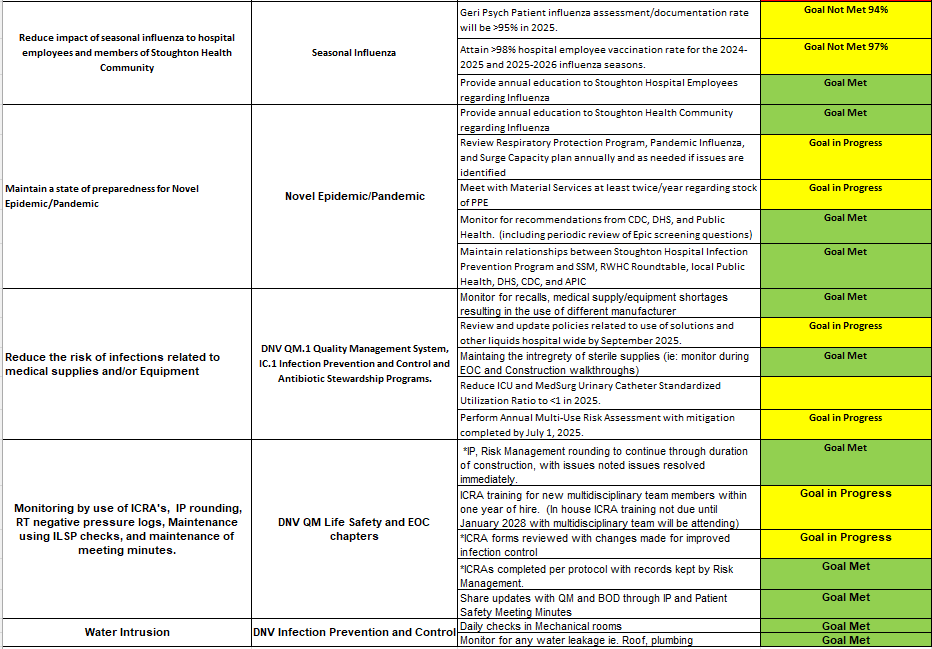 Reduce impact of seasonal influenza to hospital
employees and members of Stoughton Health
Community
Seasonal Influenza
Geri Psych Patient influenza assessment/documentation rate
will be >95% in 2025.
Goal Not Met 94%
Attain >98% hospital employee vaccination rate for the 2024-
2025 and 2025-2026 influenza seasons.
Goal Not Met 97%
Provide annual education to Stoughton Hospital Employees
regarding Influenza
Goal Met
Maintain a state of preparedness for Novel
Epidemic/Pandemic
Novel Epidemic/Pandemic
Provide annual education to Stoughton Health Community
regarding Influenza
Goal Met
Review Respiratory Protection Program, Pandemic Influenza,
and Surge Capacity plan annually and as needed if issues are
identified
Goal in Progress
Meet with Material Services at least twice/year regarding stock
of PPE
Goal in Progress
Monitor for recommendations from CDC, DHS, and Public
Health. (including periodic review of Epic screening questions)
Goal Met
Maintain relationships between Stoughton Hospital Infection
Prevention Program and SSM, RWHC Roundtable, local Public
Health, DHS, CDC, and APIC
Goal Met
Reduce the risk of infections related to
medical supplies and/or Equipment
DNV QM.1 Quality Management System,
IC.1 Infection Prevention and Control and
Antibiotic Stewardship Programs.
Monitor for recalls, medical supply/equipment shortages
resulting in the use of different manufacturer
Goal Met
Review and update policies related to use of solutions and
other liquids hospital wide by September 2025.
Goal in Progress
Maintaing the intregrety of sterile supplies (ie: monitor during
EOC and Construction walkthroughs)
Goal Met
Reduce ICU and MedSurg Urinary Catheter Standardized
Utilization Ratio to <1 in 2025.
Perform Annual Multi-Use Risk Assessment with mitigation
completed by July 1, 2025.
Goal in Progress
Monitoring by use of ICRA's, IP rounding,
RT negative pressure logs, Maintenance
using ILSP checks, and maintenance of
meeting minutes.
DNV QM Life Safety and EOC
chapters
*IP, Risk Management rounding to continue through duration
of construction, with issues noted issues resolved
immediately.
Goal Met
ICRA training for new multidisciplinary team members within
one year of hire. (In house ICRA training not due until
January 2028 with multidisciplinary team will be attending)
Goal in Progress
*ICRA forms reviewed with changes made for improved
infection control
Goal in Progress
*ICRAs completed per protocol with records kept by Risk
Management.
Goal Met
Share updates with QM and BOD through IP and Patient
Safety Meeting Minutes
Goal Met
Water Intrusion
DNV Infection Prevention and Control
Daily checks in Mechanical rooms
Goal Met
Monitor for any water leakage ie. Roof, plumbing
Goal Met